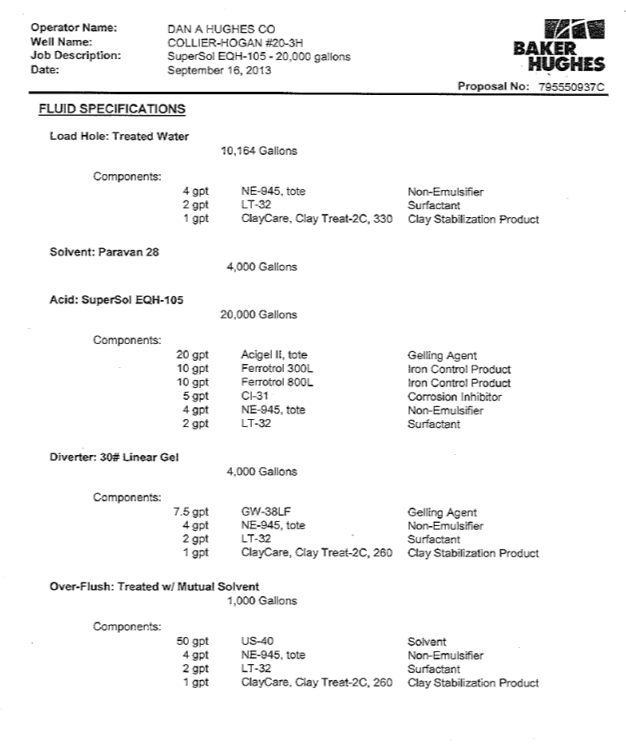 Operator Name: DAN A HUGHES CO
Well Name: COLLIER-HOGAN #20-3H
Job Description: SuperSol EQH-105 - 20,000 gallons
Date: September 16, 2013
BAKER
HUGHES
Proposal No: 795550937C
FLUID SPECIFICATIONS
Load Hole: Treated Water
10,164 Gallons
Components:
4 gpt NE-945, tote Non-Emulsifier
2 gpt LT-32 Surfactant
1 gpt ClayCare, Clay Treat-2C, 330 Clay Stabilization Product
Solvent: Paravan 28
4,000 Gallons
Acid: SuperSol EQH-105
20,000 Gallons
Components:
20 gpt Acigel II, tote Gelling Agent
10 gpt Ferrotrol 300L Iron Control Product
10 gpt Ferrotrol 800L Iron Control Product
5 gpt CI-31 Corrosion Inhibitor
4 gpt NE-945, tote Non-Emulsifier
2 gpt LT-32 Surfactant
Diverter: 30# Linear Gel
4,000 Gallons
Components:
7.5 gpt GW-38LF Gelling Agent
4 gpt NE-945, tote Non-Emulsifier
2 gpt LT-32 Surfactant
1 gpt ClayCare, Clay Treat-2C, 260 Clay Stabilization Product
Over-Flush: Treated w/ Mutual Solvent
1,000 Gallons
Components:
50 gpt US-40 Solvent
4 gpt NE-945, tote Non-Emulsifier
2 gpt LT-32 Surfactant
1 gpt ClayCare, Clay Treat-2C, 260 Clay Stabilization Product